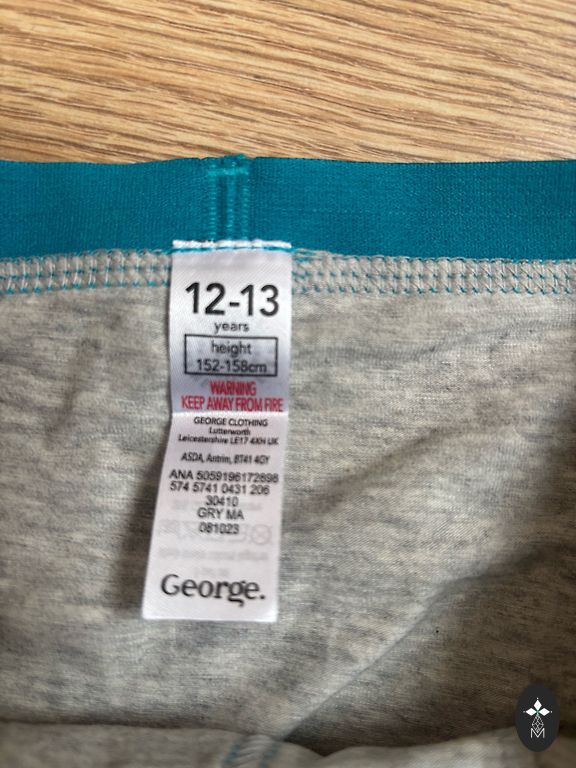 12-13
years
height
152-158cm
WARNING
KEEP AWAY FROM FIRE
GEORGE CLOTHING
Lutterworth
Leicestershire LE17 4XH UK
ASDA, Antrim, BT41 4GY
ANA 5059196172698
574 5741 0431 206
30410
GRY MA
081023
George.
M